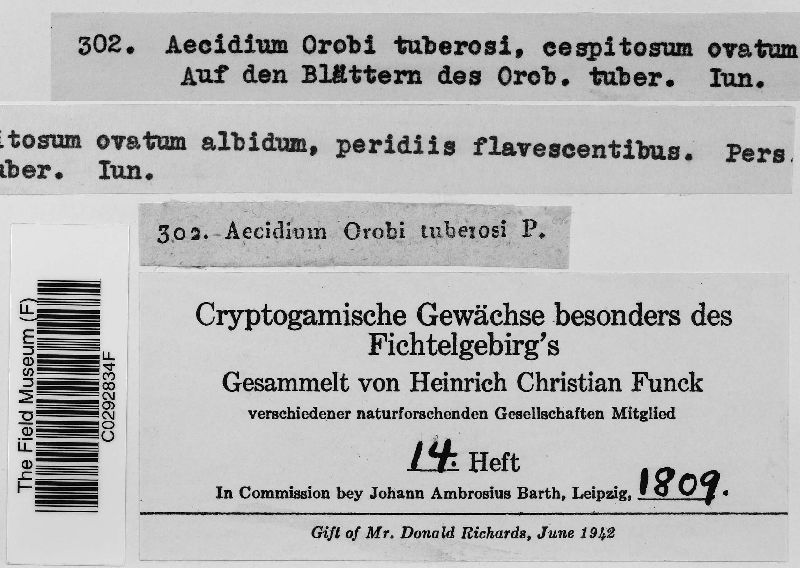 302. Aecidium Orobi tuberosi, cespitosum ovatum
Auf den Blättern des Orob. tuber. Iun.
itosum ovatum albidum, peridiis flavescentibus. Pers.
uber. Iun.
302. Aecidium Orobi tuberosi P.
The Field Museum (F)
C0292834F
Cryptogamische Gewächse besonders des
Fichtelgebirg's
Gesammelt von Heinrich Christian Funck
verschiedener naturforschenden Gesellschaften Mitglied
14. Heft
In Commission bey Johann Ambrosius Barth, Leipzig, 1809.
Gift of Mr. Donald Richards, June 1942